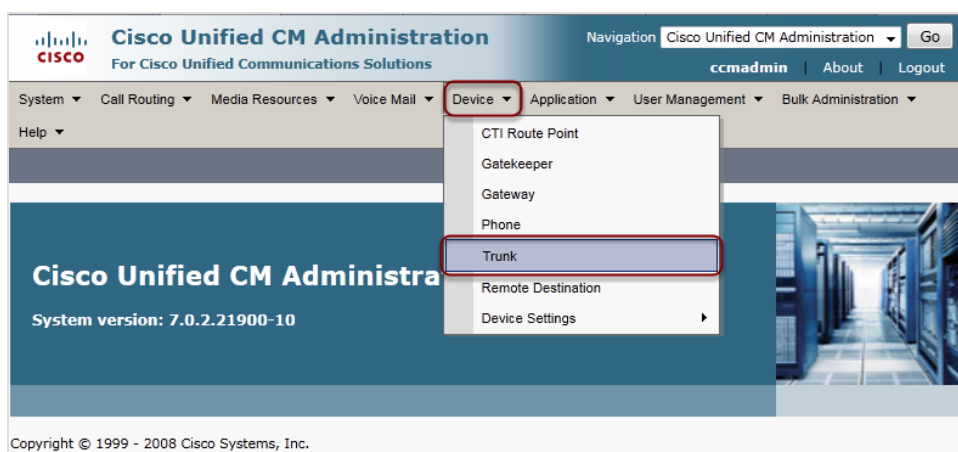 CISCO
Cisco Unified CM Administration
For Cisco Unified Communications Solutions
Navigation Cisco Unified CM Administration Go
ccmadmin | About | Logout
System Call Routing Media Resources Voice Mail Device Application User Management Bulk Administration
Help
CTI Route Point
Gatekeeper
Gateway
Phone
Trunk
Remote Destination
Device Settings
Cisco Unified CM Administra
System version: 7.0.2.21900-10
Copyright © 1999 - 2008 Cisco Systems, Inc.